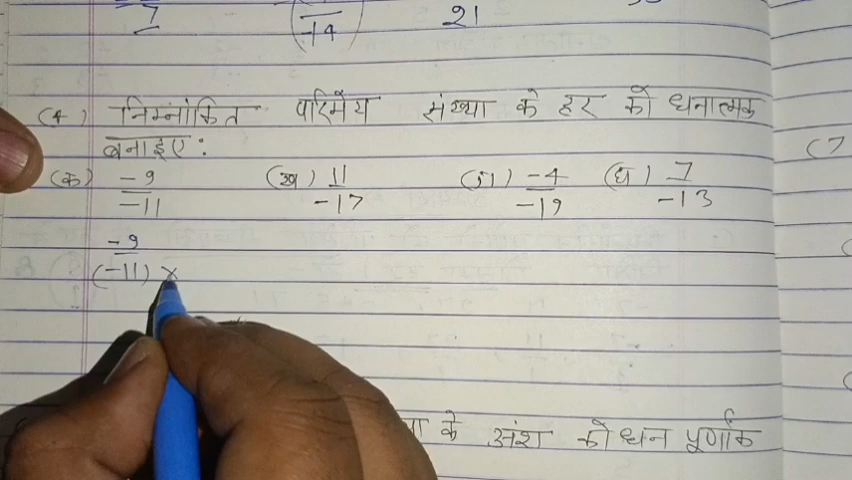 7 -14 21
(4) निम्नांकित परिमेय संख्या के हर को धनात्मक
बनाइए:
(क) -9/-11 (ख) 11/-17 (ग) -4/-19 (घ) 7/-13
-9
(-11) ×
के अंश को धन पूर्णांक
(7